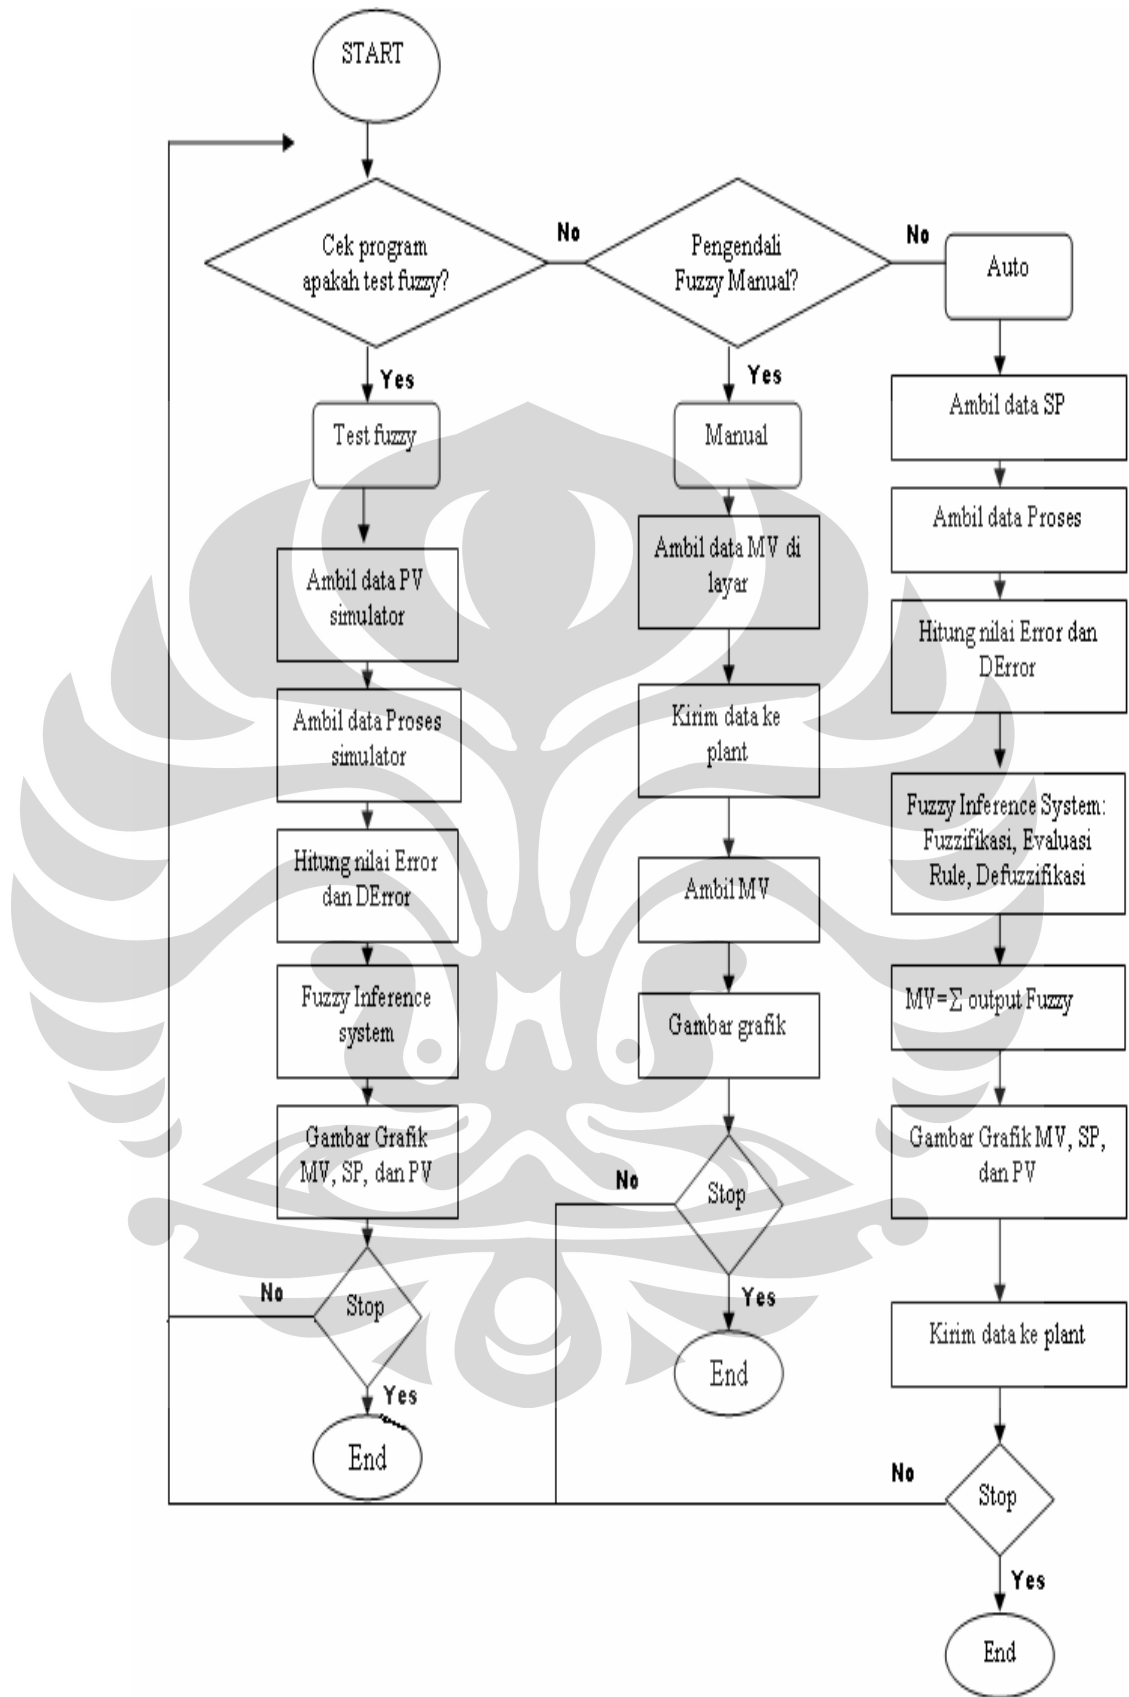 START
Cek program
apakah test fuzzy?
No
Pengendali
Fuzzy Manual?
No
Auto
Yes
Test fuzzy
Ambil data PV
simulator
Ambil data Proses
simulator
Hitung nilai Error
dan DError
Fuzzy Inference
system
Gambar Grafik
MV, SP, dan PV
No
Stop
Yes
End
Yes
Manual
Ambil data MV di
layar
Kirim data ke
plant
Ambil MV
Gambar grafik
No
Stop
Yes
End
Ambil data SP
Ambil data Proses
Hitung nilai Error dan
DError
Fuzzy Inference System:
Fuzzifikasi, Evaluasi
Rule, Defuzzifikasi
MV=∑ output Fuzzy
Gambar Grafik MV, SP,
dan PV
Kirim data ke plant
No
Stop
Yes
End